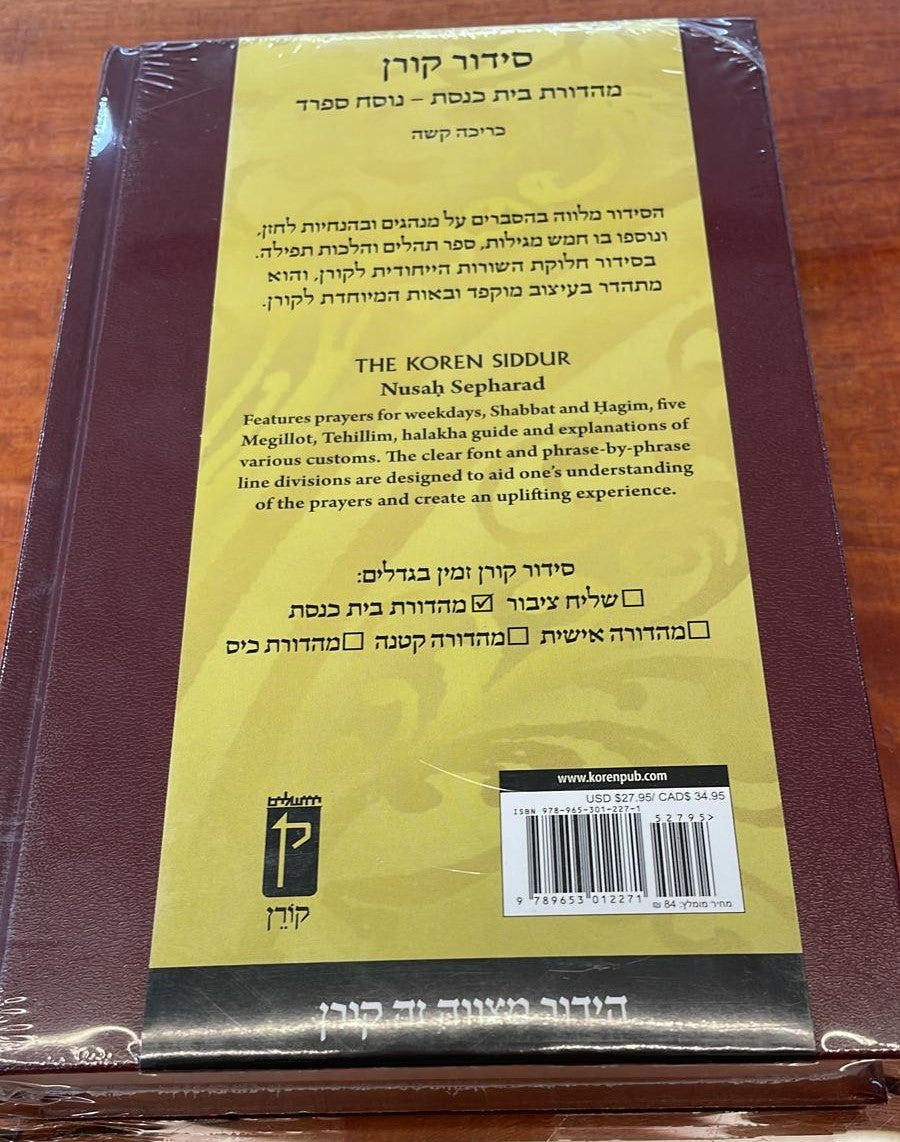 סידור קורן
מהדורת בית כנסת – נוסח ספרד
כריכה קשה
הסידור מלווה בהסברים על מנהגים ובהנחיות לחזן,
ונוספו בו חמש מגילות, ספר תהלים והלכות תפילה.
בסידור חלוקת השורות הייחודית לקורן, והוא
מתהדר בעיצוב מוקפד ובאות המיוחדת לקורן.
THE KOREN SIDDUR
Nusaḥ Sepharad
Features prayers for weekdays, Shabbat and Ḥagim, five
Megillot, Tehillim, halakha guide and explanations of
various customs. The clear font and phrase-by-phrase
line divisions are designed to aid one’s understanding
of the prayers and create an uplifting experience.
סידור קורן זמין בגדלים:
☐ שליח ציבור ☑ מהדורת בית כנסת
☐ מהדורה אישית ☐ מהדורה קטנה ☐ מהדורת כיס
www.korenpub.com
USD $27.95/ CAD$ 34.95
ISBN 978-965-301-227-1
52795>
9 789653 012271
מחיר מומלץ: 84 ₪
ירושלים
קוֹרֵן
הידור מצווה זה קורן